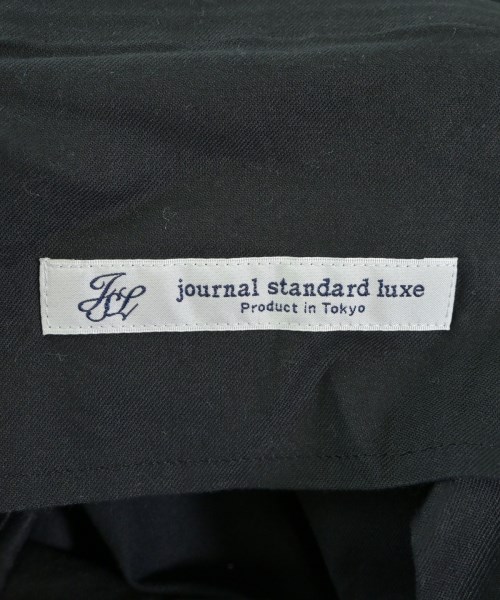 JSL
journal standard luxe
Product in Tokyo